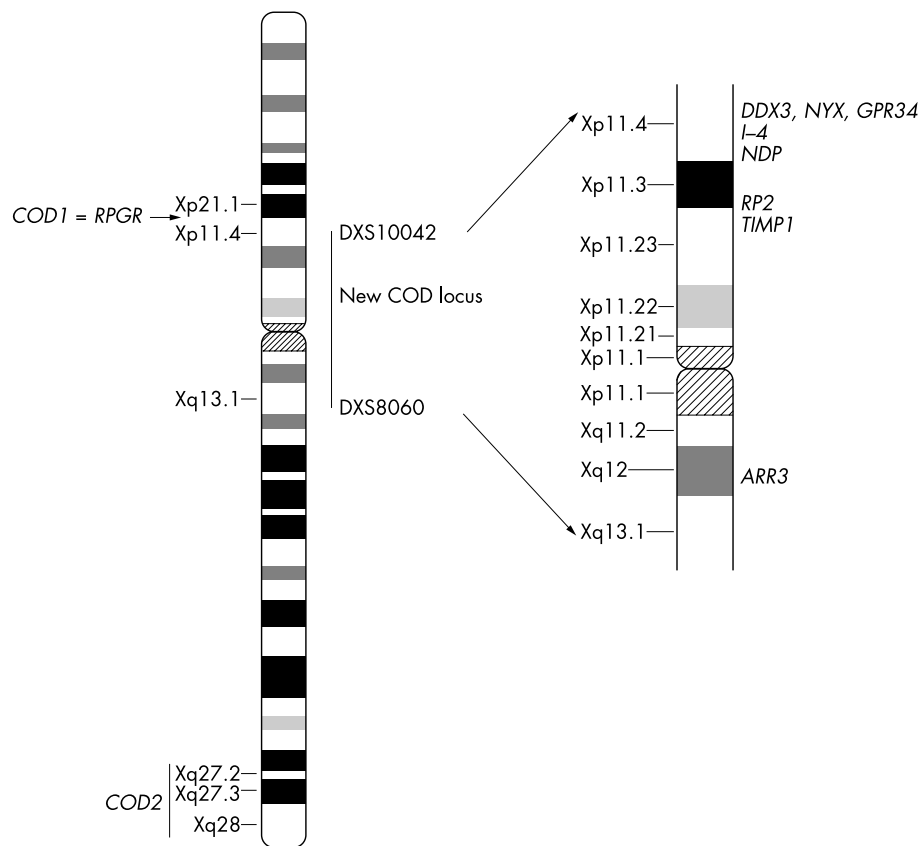 Xp21.1
COD1 = RPGR
Xp11.4
DXS10042
New COD locus
Xq13.1
DXS8060
Xq27.2
COD2
Xq27.3
Xq28
DDX3, NYX, GPR34
Xp11.4
I–4
NDP
Xp11.3
RP2
TIMP1
Xp11.23
Xp11.22
Xp11.21
Xp11.1
Xp11.1
Xq11.2
Xq12
ARR3
Xq13.1